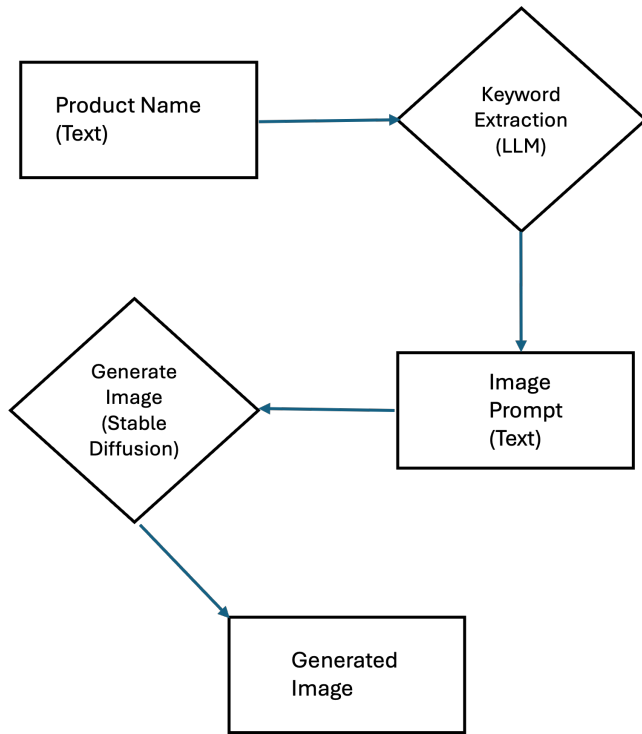 Product Name
(Text)
Keyword
Extraction
(LLM)
Image
Prompt
(Text)
Generate
Image
(Stable
Diffusion)
Generated
Image